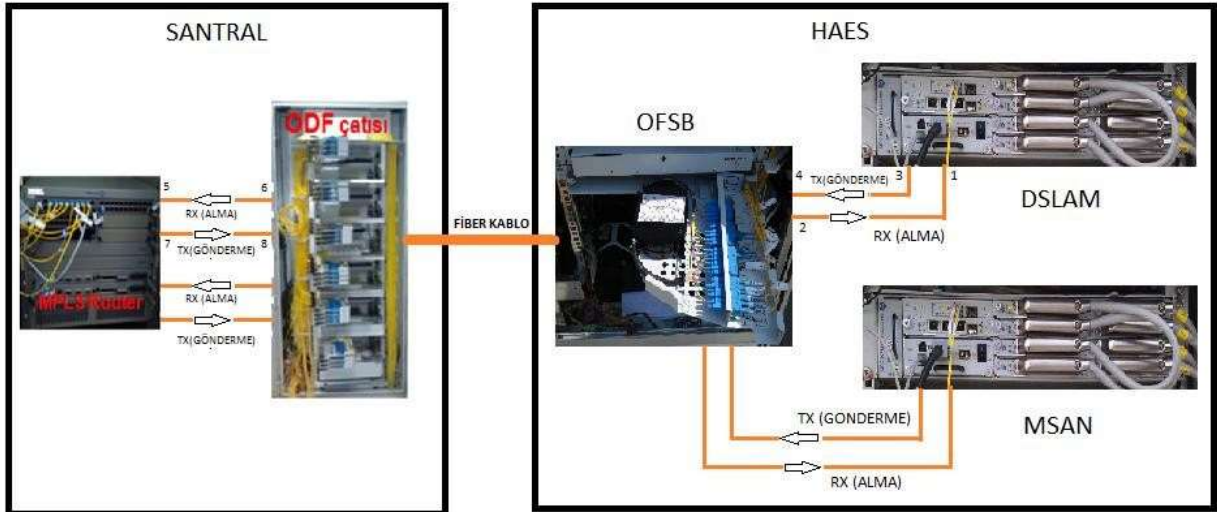 SANTRAL
ODF çatısı
MPLS Router
5
6
RX (ALMA)
7
8
TX(GÖNDERME)
RX (ALMA)
TX(GÖNDERME)
FİBER KABLO
HAES
OFSB
4
TX(GÖNDERME)
3
1
2
RX (ALMA)
DSLAM
TX (GONDERME)
RX (ALMA)
MSAN